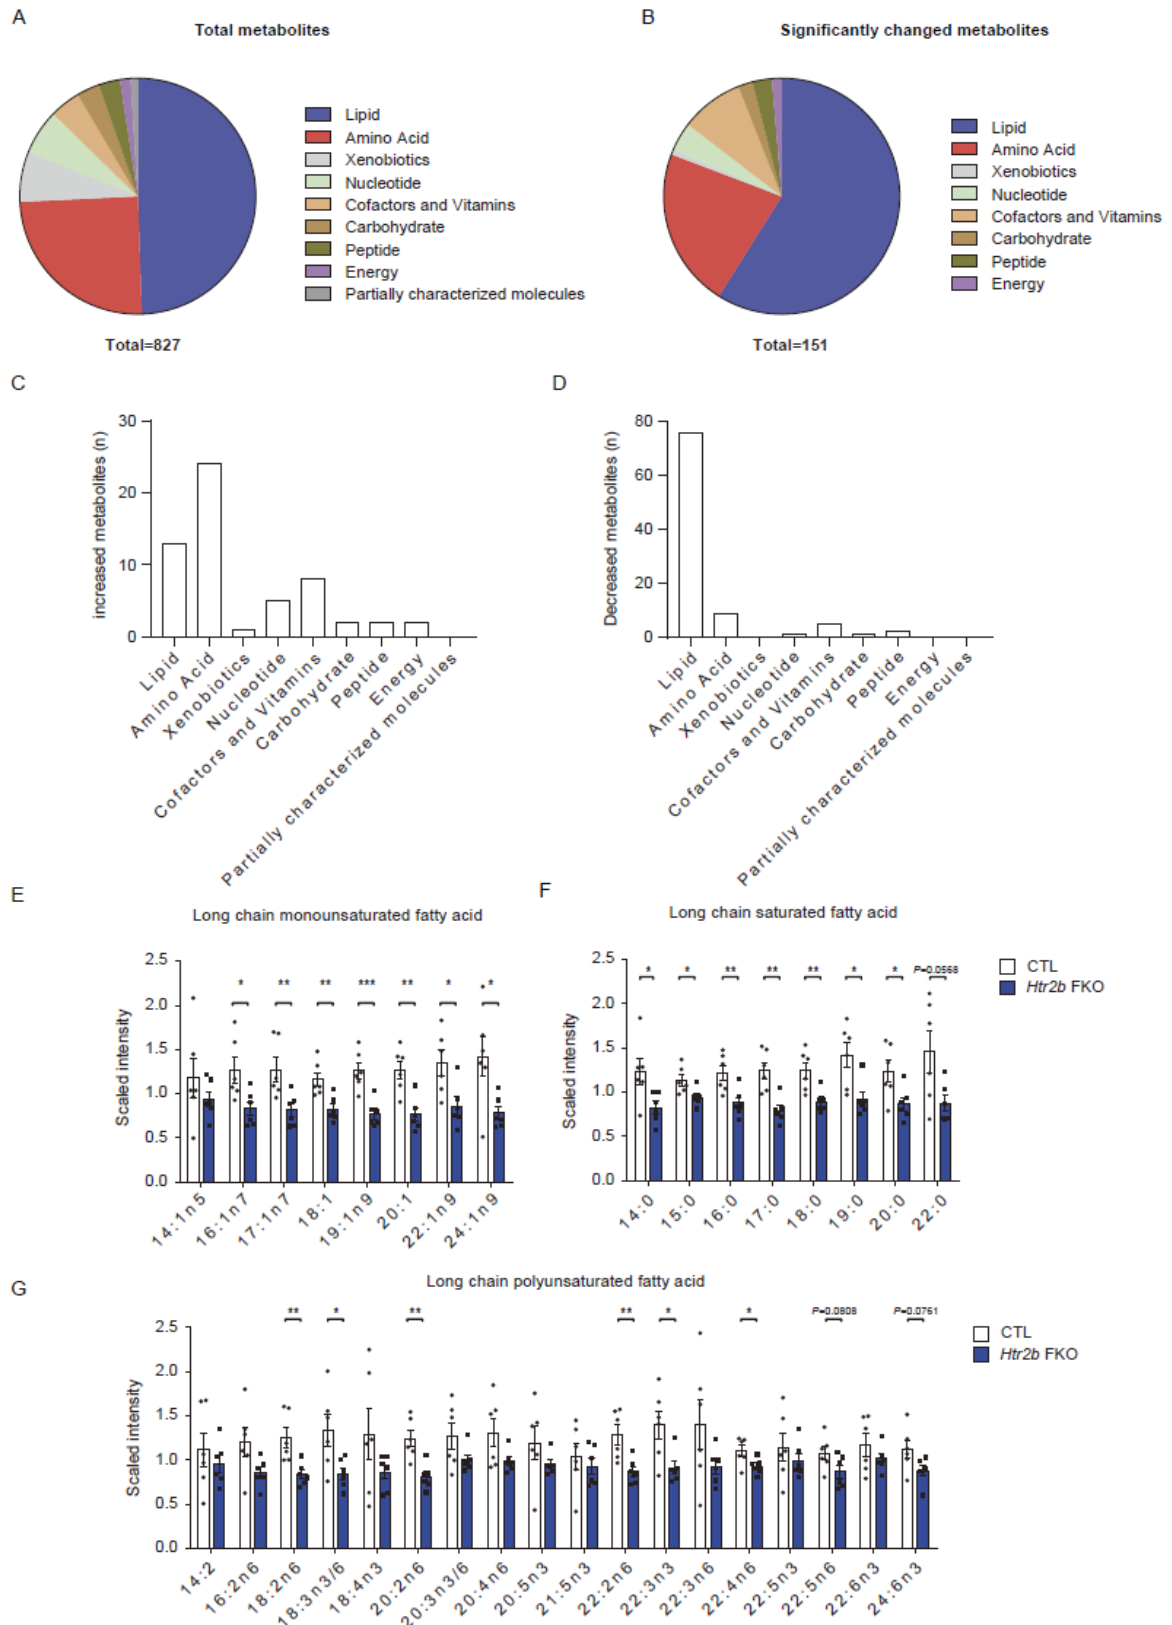 A
Total metabolites
Lipid
Amino Acid
Xenobiotics
Nucleotide
Cofactors and Vitamins
Carbohydrate
Peptide
Energy
Partially characterized molecules
Total=827
B
Significantly changed metabolites
Lipid
Amino Acid
Xenobiotics
Nucleotide
Cofactors and Vitamins
Carbohydrate
Peptide
Energy
Total=151
C
increased metabolites (n)
30
20
10
0
Lipid
Amino Acid
Xenobiotics
Nucleotide
Cofactors and Vitamins
Carbohydrate
Peptide
Energy
Partially characterized molecules
D
Decreased metabolites (n)
80
60
40
20
0
Lipid
Amino Acid
Xenobiotics
Nucleotide
Cofactors and Vitamins
Carbohydrate
Peptide
Energy
Partially characterized molecules
E
Long chain monounsaturated fatty acid
Scaled intensity
2.5
2.0
1.5
1.0
0.5
0.0
* ** ** *** ** * *
14:1n5
16:1n7
17:1n7
18:1
19:1n9
20:1
22:1n9
24:1n9
F
Long chain saturated fatty acid
Scaled intensity
2.5
2.0
1.5
1.0
0.5
0.0
* * ** ** ** * * P=0.0568
14:0
15:0
16:0
17:0
18:0
19:0
20:0
22:0
CTL
Htr2b FKO
G
Long chain polyunsaturated fatty acid
Scaled intensity
2.5
2.0
1.5
1.0
0.5
0.0
** * ** ** * * P=0.0808 P=0.0761
14:2
16:2n6
18:2n6
18:3n3/6
18:4n3
20:2n6
20:3n3/6
20:4n6
20:5n3
21:5n3
22:2n6
22:3n3
22:3n6
22:4n6
22:5n3
22:5n6
22:6n3
24:6n3
CTL
Htr2b FKO